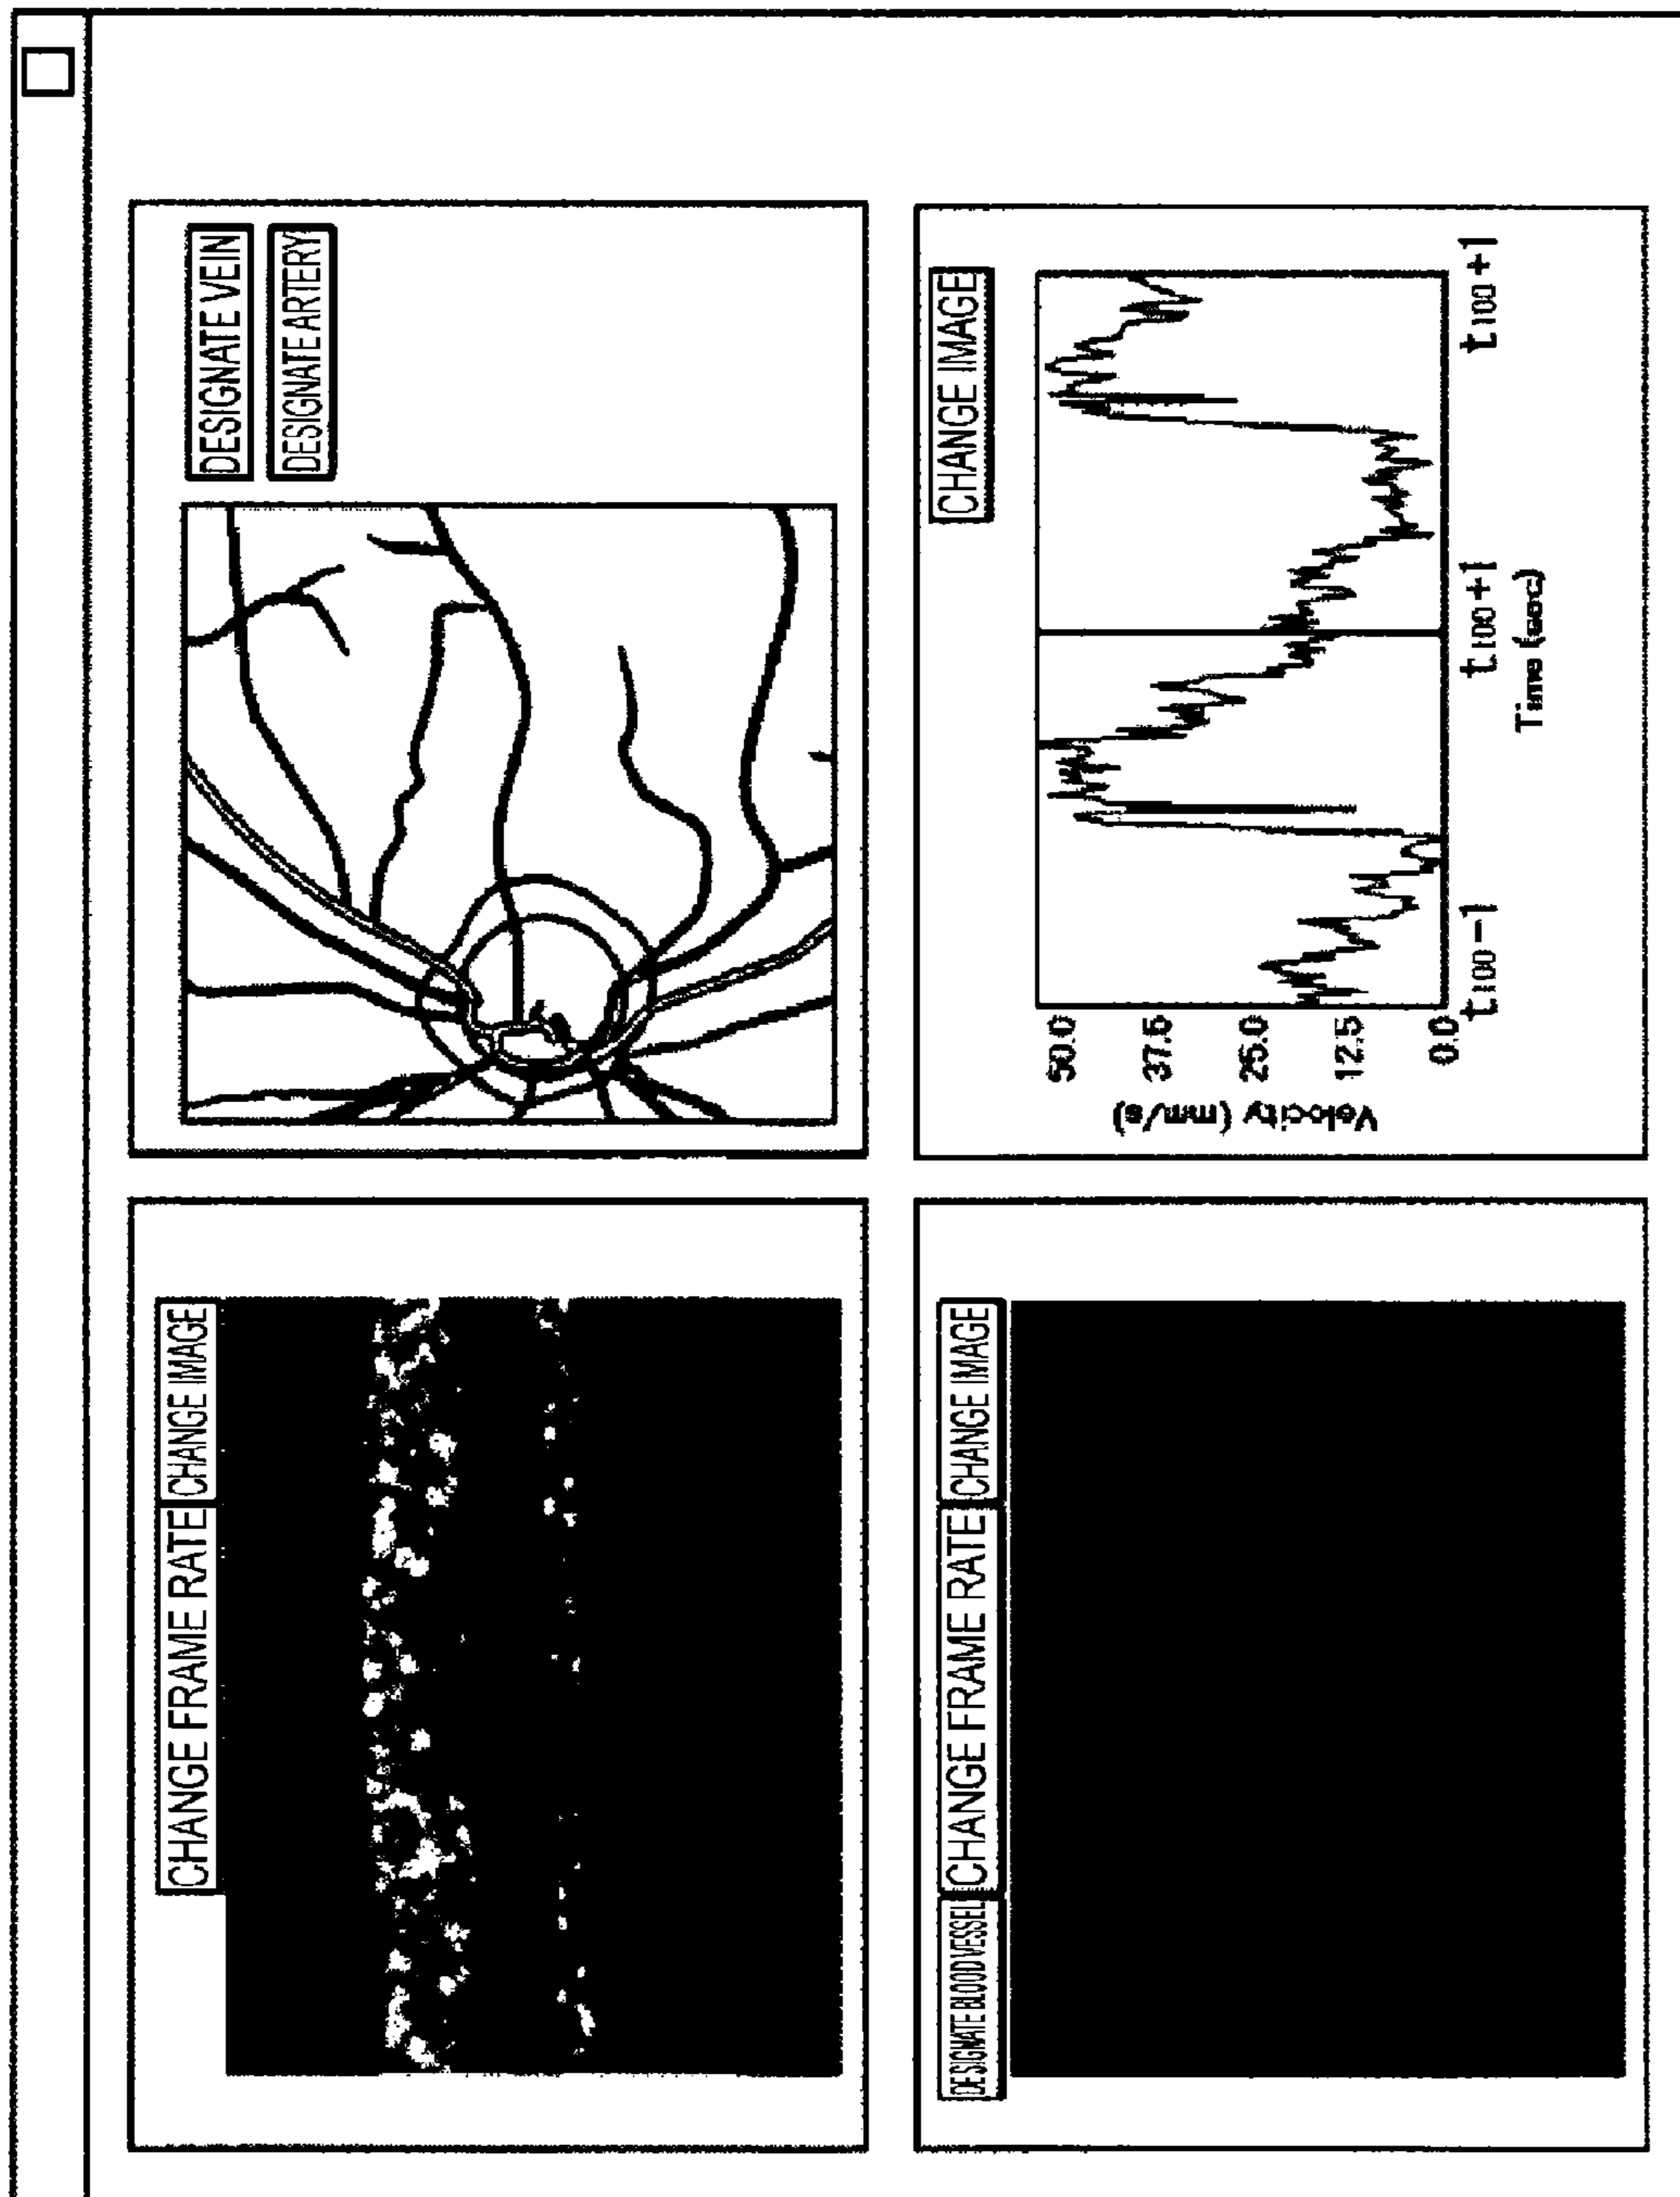 CHANGE FRAME RATE
CHANGE IMAGE
DESIGNATE VEIN
DESIGNATE ARTERY
DESIGNATE BLOOD VESSEL
CHANGE FRAME RATE
CHANGE IMAGE
CHANGE IMAGE
Velocity (mm/s)
50.0
37.5
25.0
12.5
0.0
t100-1
t100+1
t100+1
Time (sec)